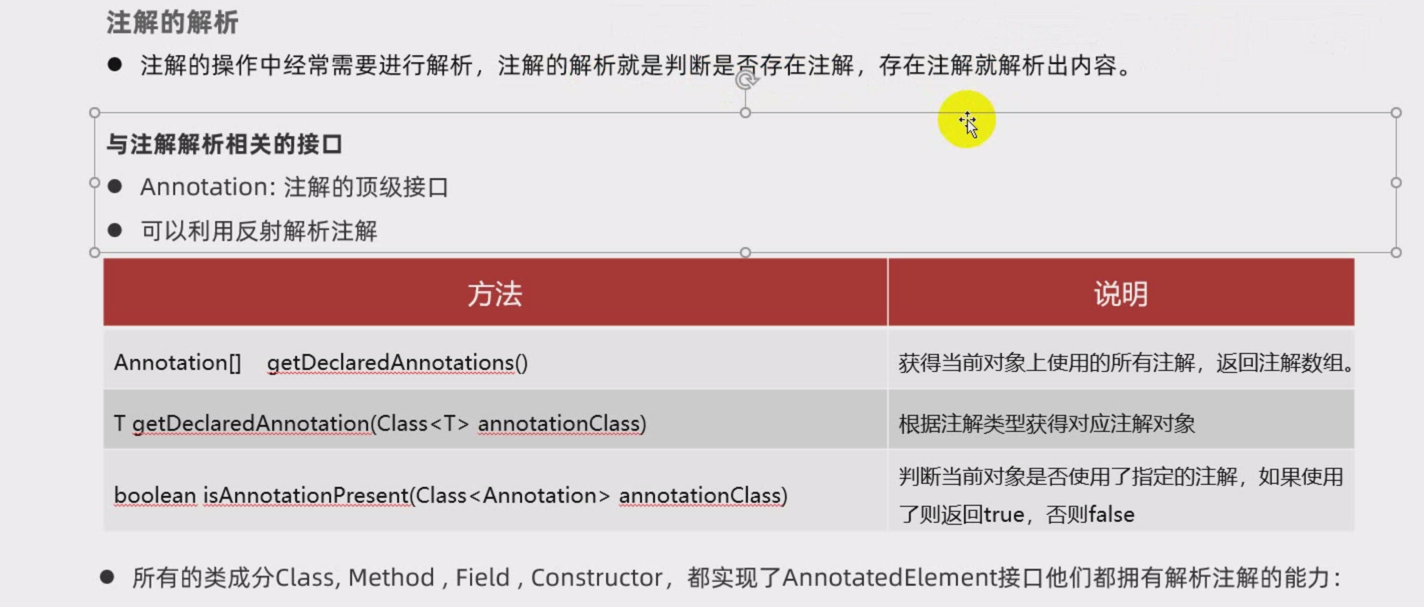 注解的解析
● 注解的操作中经常需要进行解析，注解的解析就是判断是否存在注解，存在注解就解析出内容。
与注解解析相关的接口
● Annotation: 注解的顶级接口
● 可以利用反射解析注解
方法 说明
Annotation[] getDeclaredAnnotations() 获得当前对象上使用的所有注解，返回注解数组。
T getDeclaredAnnotation(Class<T> annotationClass) 根据注解类型获得对应注解对象
boolean isAnnotationPresent(Class<Annotation> annotationClass) 判断当前对象是否使用了指定的注解，如果使用
了则返回true，否则false
● 所有的类成分Class, Method , Field , Constructor，都实现了AnnotatedElement接口他们都拥有解析注解的能力：